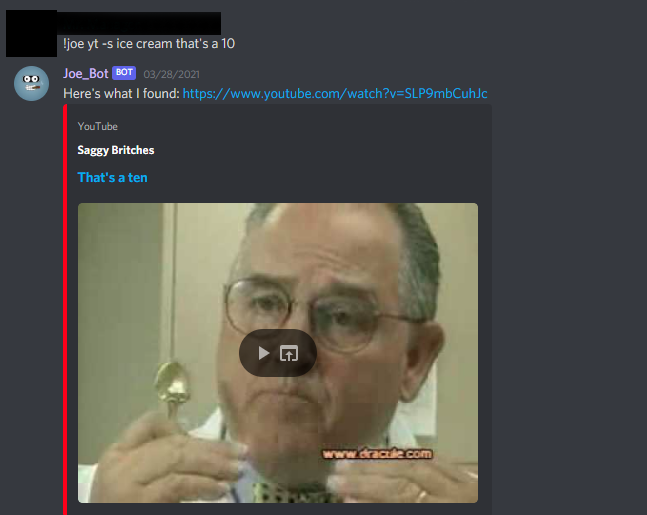 !joe yt -s ice cream that's a 10
Joe_Bot BOT 03/28/2021
Here's what I found: https://www.youtube.com/watch?v=SLP9mbCuhJc
YouTube
Saggy Britches
That's a ten
www.draczile.com